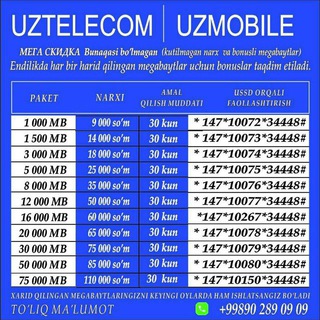 UZTELECOM | UZMOBILE
МЕГА СКИДКА Bunaqasi bo'lmagan (kutilmagan narx va bonusli megabaytlar)
Endilikda har bir harid qilingan megabaytlar uchun bonuslar taqdim etiladi.
PAKET NARXI AMAL QILISH MUDDATI USSD ORQALI FAOLLASHTIRISH
1 000 MB 9 000 so'm 30 kun * 147*10072*34448#
1 500 MB 14 000 so'm 30 kun * 147*10073*34448#
3 000 MB 18 000 so'm 30 kun * 147*10074*34448#
5 000 MB 25 000 so'm 30 kun * 147*10075*34448#
8 000 MB 35 000 so'm 30 kun * 147*10076*34448#
12 000 MB 50 000 so'm 30 kun * 147*10077*34448#
16 000 MB 60 000 so'm 30 kun * 147*10267*34448#
20 000 MB 65 000 so'm 30 kun * 147*10078*34448#
30 000 MB 75 000 so'm 30 kun * 147*10079*34448#
50 000 MB 85 000 so'm 30 kun * 147*10080*34448#
75 000 MB 110 000 so'm 30 kun * 147*10150*34448#
XARID QILINGAN MEGABAYTLARINGIZNI KEYINGI OYLARDA HAM ISHLATSANGIZ BO'LADI
TO'LIQ MA'LUMOT +99890 289 09 09